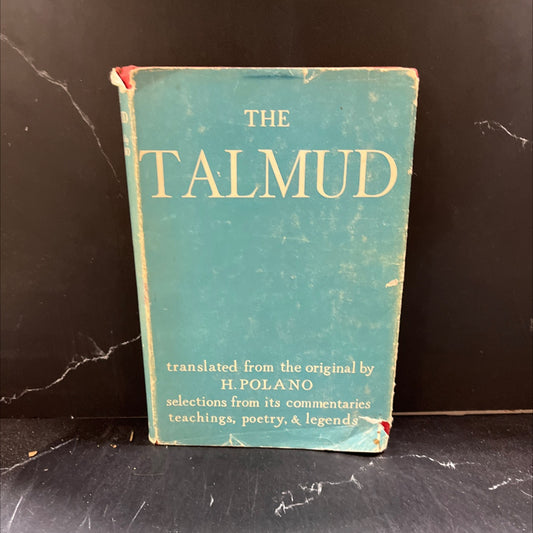 THE
TALMUD
translated from the original by
H. POLANO
selections from its commentaries
teachings, poetry, & legends